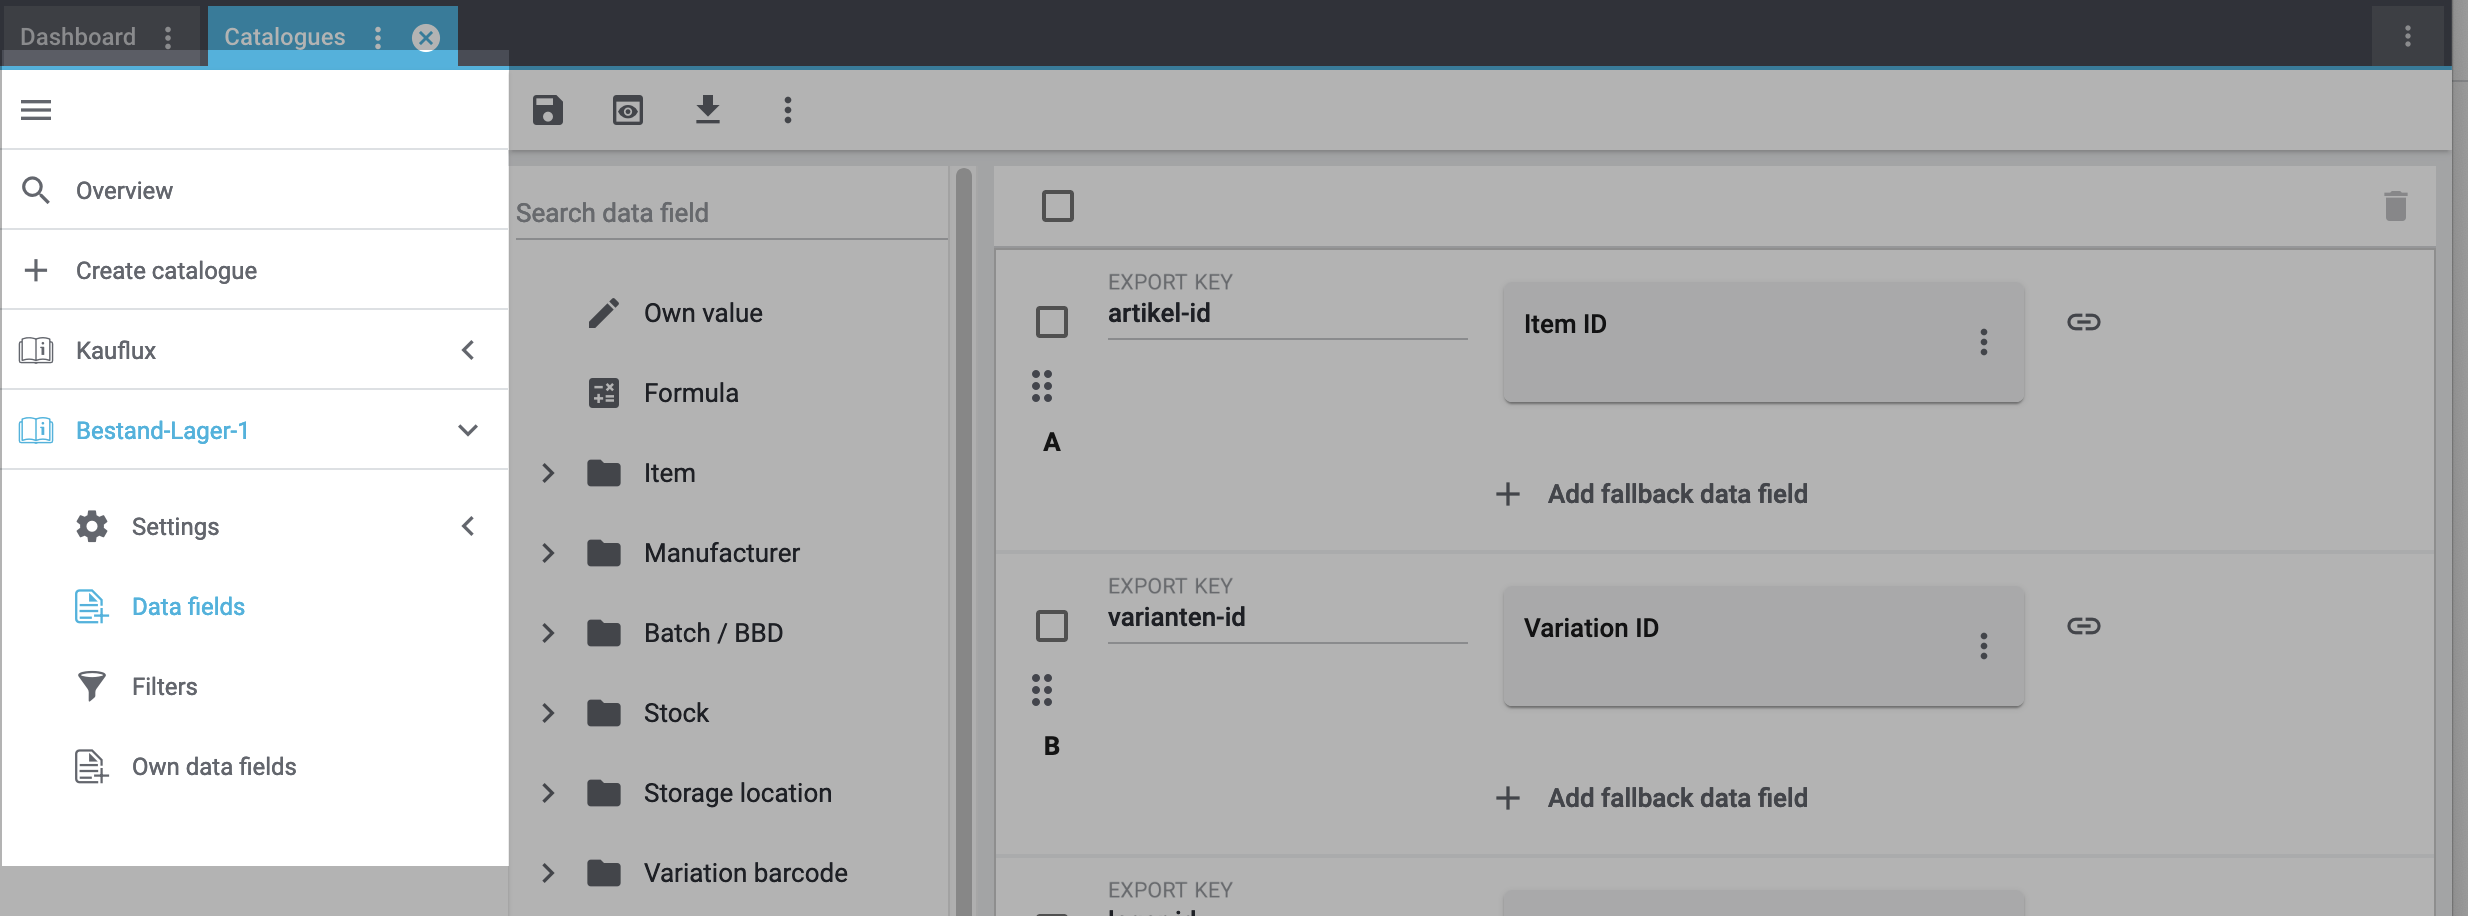 Dashboard
Catalogues
Overview
Create catalogue
Kauflux
Bestand-Lager-1
Settings
Data fields
Filters
Own data fields
Search data field
Own value
Formula
Item
Manufacturer
Batch / BBD
Stock
Storage location
Variation barcode
EXPORT KEY
artikel-id
Item ID
A
Add fallback data field
EXPORT KEY
varianten-id
Variation ID
B
Add fallback data field
EXPORT KEY